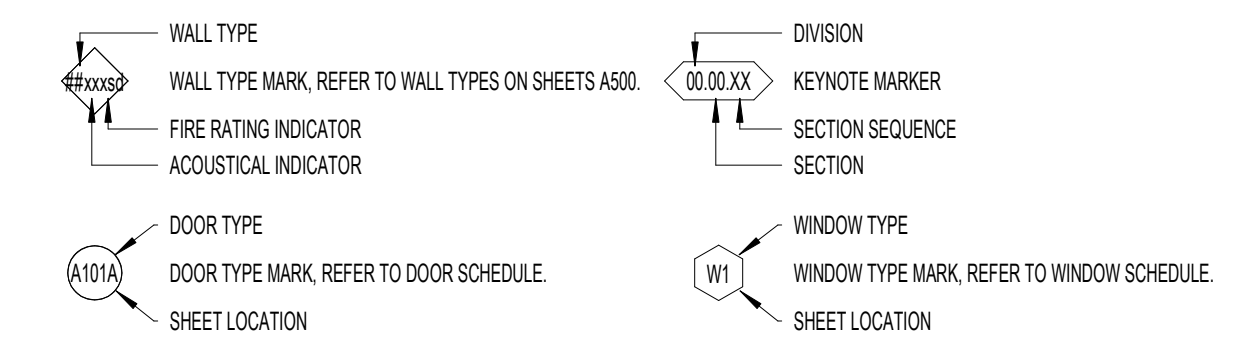 WALL TYPE
##xxxsd
WALL TYPE MARK, REFER TO WALL TYPES ON SHEETS A500.
FIRE RATING INDICATOR
ACOUSTICAL INDICATOR
DIVISION
00.00.XX
KEYNOTE MARKER
SECTION SEQUENCE
SECTION
DOOR TYPE
A101A
DOOR TYPE MARK, REFER TO DOOR SCHEDULE.
SHEET LOCATION
WINDOW TYPE
W1
WINDOW TYPE MARK, REFER TO WINDOW SCHEDULE.
SHEET LOCATION